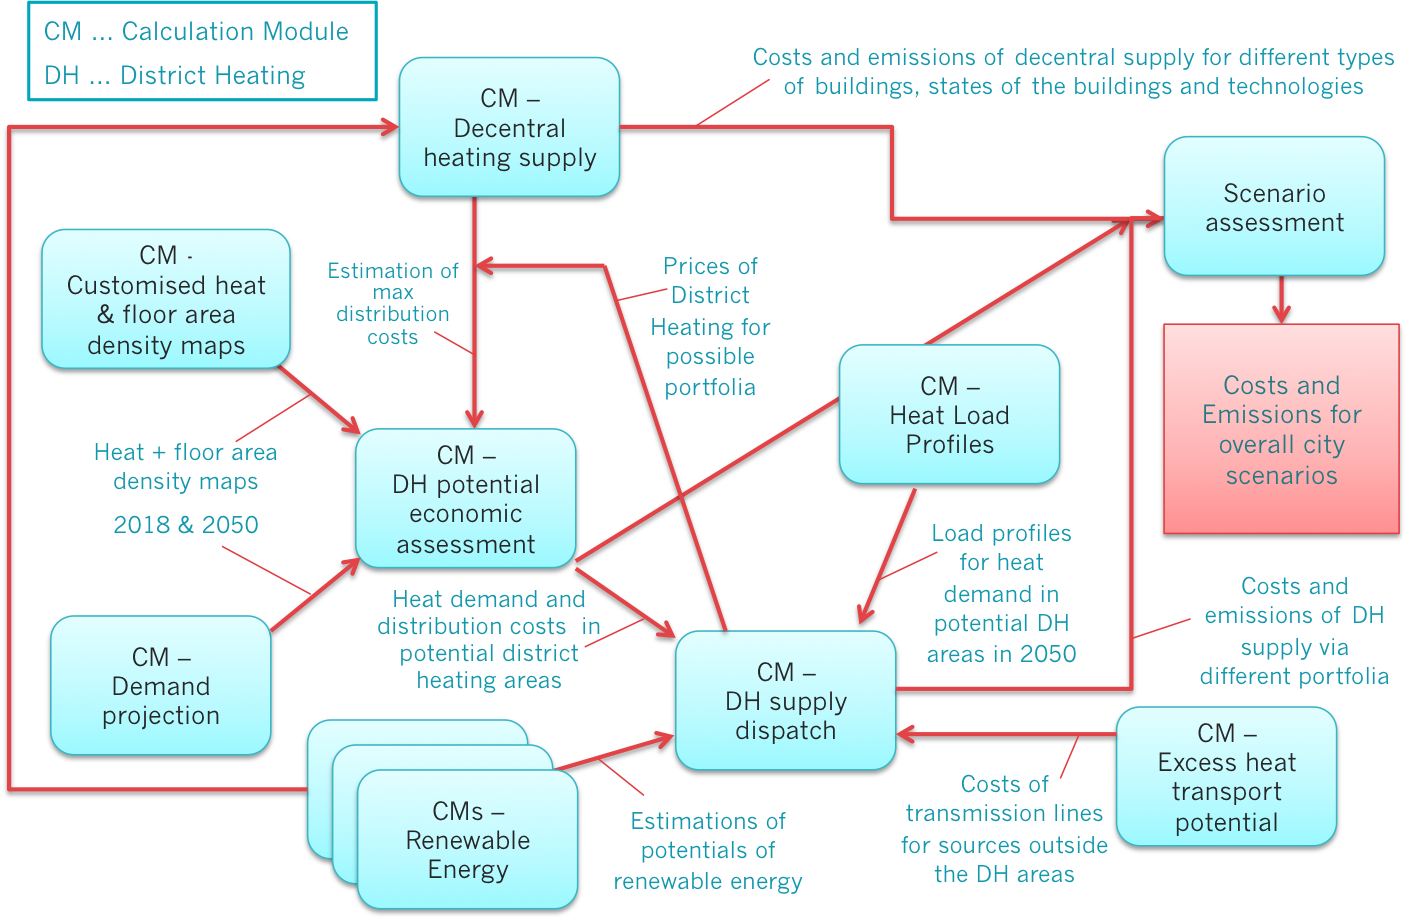 CM ... Calculation Module
DH ... District Heating
CM –
Decentral
heating supply
Costs and emissions of decentral supply for different types
of buildings, states of the buildings and technologies
Scenario
assessment
CM -
Customised heat
& floor area
density maps
Estimation of
max
distribution
costs
Prices of
District
Heating for
possible
portfolia
CM –
Heat Load
Profiles
Costs and
Emissions for
overall city
scenarios
Heat + floor area
density maps
2018 & 2050
CM –
DH potential
economic
assessment
Load profiles
for heat
demand in
potential DH
areas in 2050
Costs and
emissions of DH
supply via
different portfolia
Heat demand and
distribution costs in
potential district
heating areas
CM –
Demand
projection
CM –
DH supply
dispatch
CM –
Excess heat
transport
potential
CMs –
Renewable
Energy
Estimations of
potentials of
renewable energy
Costs of
transmission lines
for sources outside
the DH areas